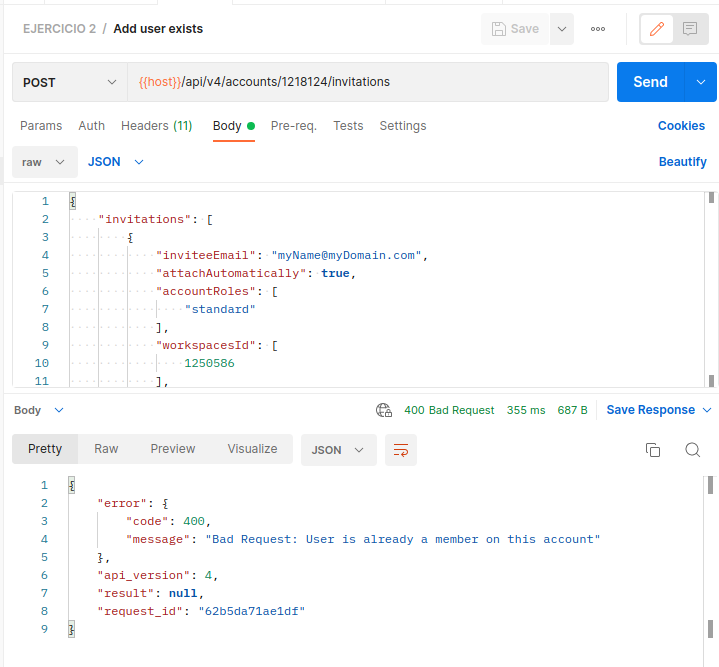 EJERCICIO 2 / Add user exists
Save
POST {{host}}/api/v4/accounts/1218124/invitations Send
Params Auth Headers (11) Body Pre-req. Tests Settings Cookies
raw JSON Beautify
1 {
2 "invitations": [
3 {
4 "inviteeEmail": "myName@myDomain.com",
5 "attachAutomatically": true,
6 "accountRoles": [
7 "standard"
8 ],
9 "workspacesId": [
10 1250586
11 ],
Body 400 Bad Request 355 ms 687 B Save Response
Pretty Raw Preview Visualize JSON
1 {
2 "error": {
3 "code": 400,
4 "message": "Bad Request: User is already a member on this account"
5 },
6 "api_version": 4,
7 "result": null,
8 "request_id": "62b5da71ae1df"
9 }